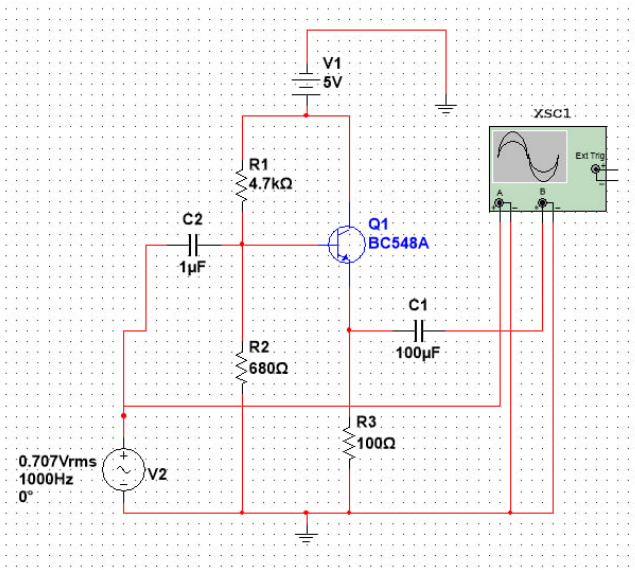 V1
5V
XSC1
Ext Trig
+
-
A
B
+
-
+
-
R1
4.7kΩ
Q1
BC548A
C2
1µF
C1
100µF
R2
680Ω
R3
100Ω
0.707Vrms
1000Hz
0°
+
V2